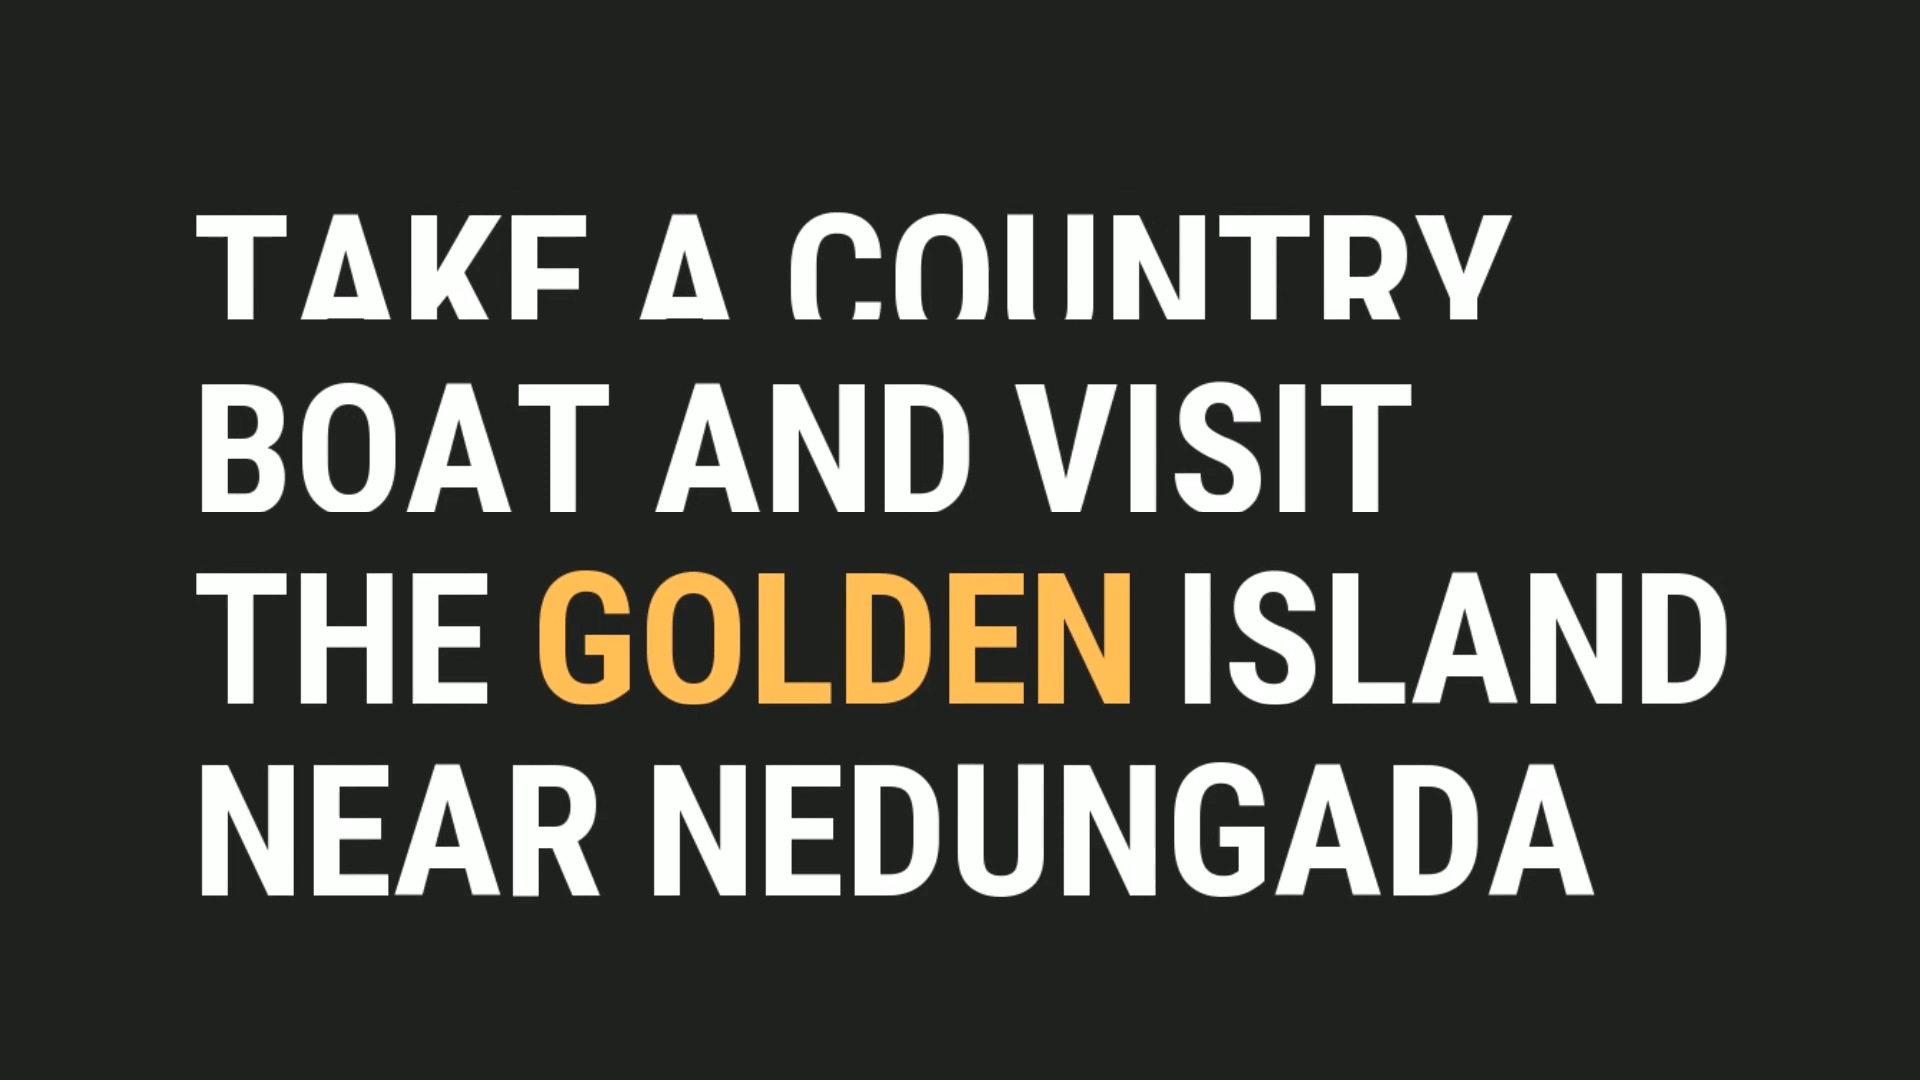 TAKE A COUNTRY
BOAT AND VISIT
THE GOLDEN ISLAND
NEAR NEDUNGADA